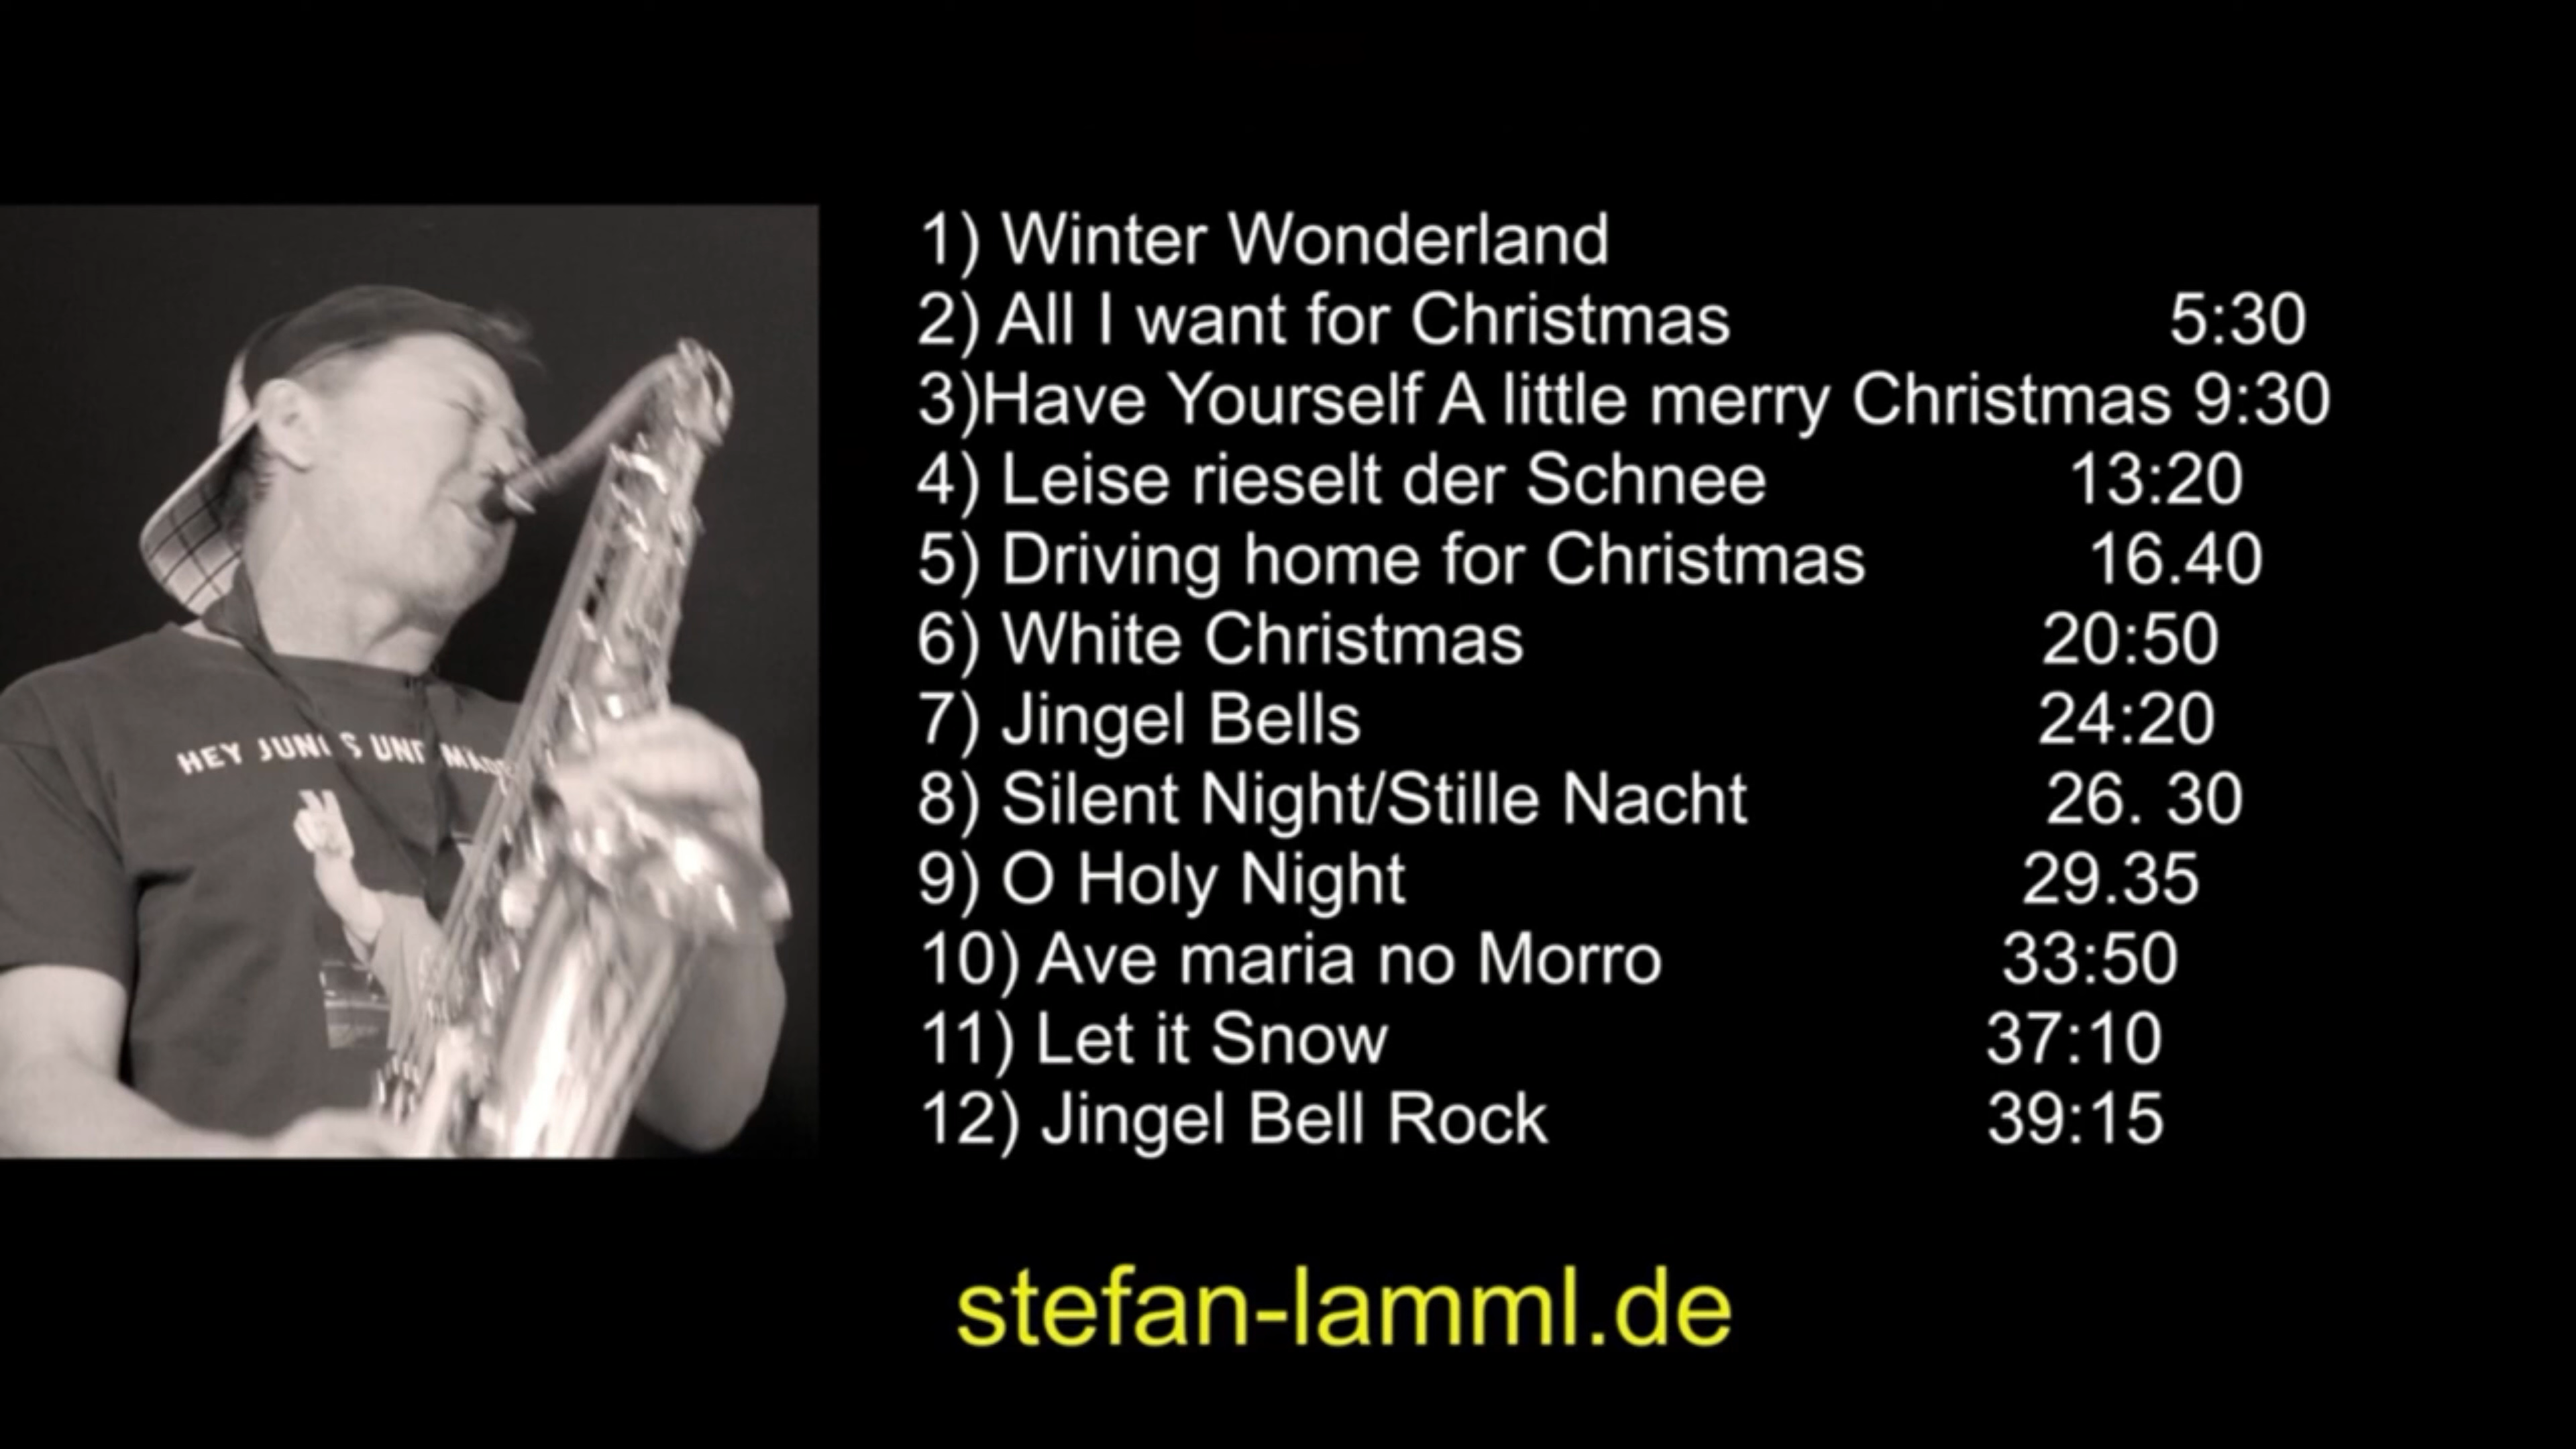 HEY JUN S UN MÄD
1) Winter Wonderland
2) All I want for Christmas 5:30
3)Have Yourself A little merry Christmas 9:30
4) Leise rieselt der Schnee 13:20
5) Driving home for Christmas 16.40
6) White Christmas 20:50
7) Jingel Bells 24:20
8) Silent Night/Stille Nacht 26. 30
9) O Holy Night 29.35
10) Ave maria no Morro 33:50
11) Let it Snow 37:10
12) Jingel Bell Rock 39:15
stefan-lamml.de